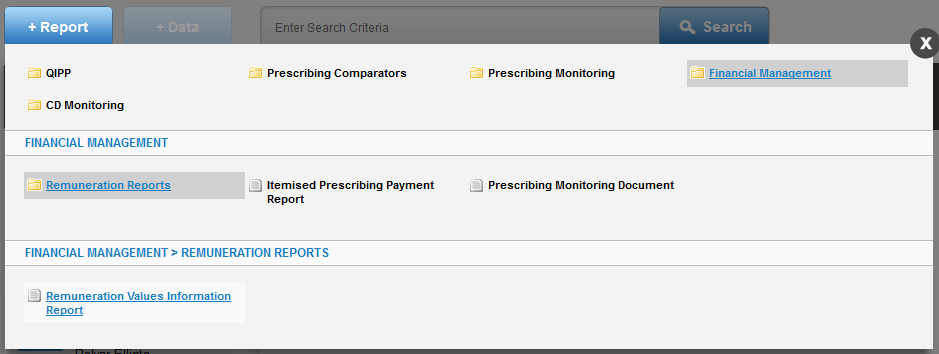 + Report
+ Data
Enter Search Criteria
Search
X
QIPP
Prescribing Comparators
Prescribing Monitoring
Financial Management
CD Monitoring
FINANCIAL MANAGEMENT
Remuneration Reports
Itemised Prescribing Payment
Report
Prescribing Monitoring Document
FINANCIAL MANAGEMENT > REMUNERATION REPORTS
Remuneration Values Information
Report